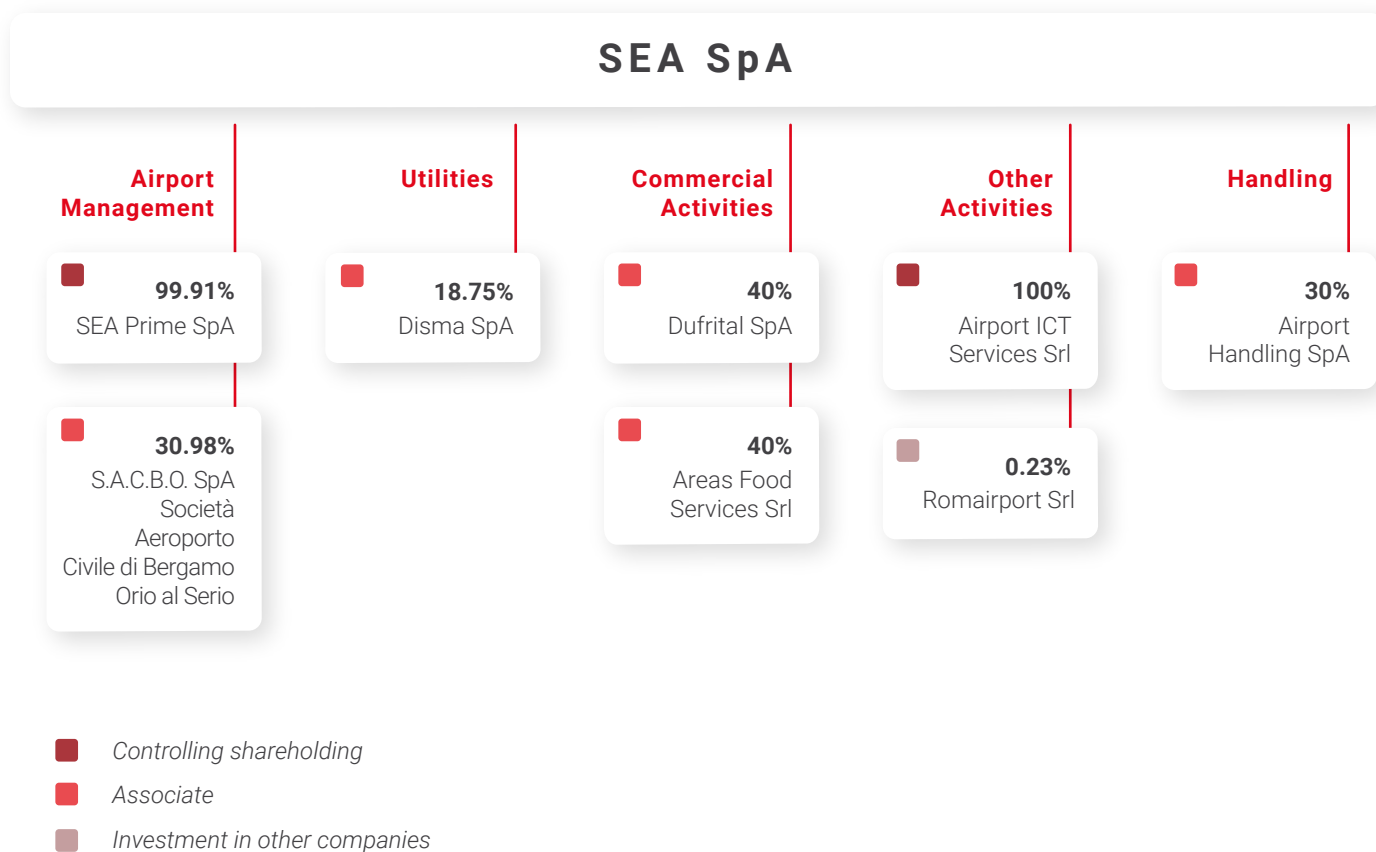 SEA SpA
Airport
Management
99.91%
SEA Prime SpA
30.98%
S.A.C.B.O. SpA
Società
Aeroporto
Civile di Bergamo
Orio al Serio
Utilities
18.75%
Disma SpA
Commercial
Activities
40%
Dufrital SpA
40%
Areas Food
Services Srl
Other
Activities
100%
Airport ICT
Services Srl
0.23%
Romairport Srl
Handling
30%
Airport
Handling SpA
Controlling shareholding
Associate
Investment in other companies